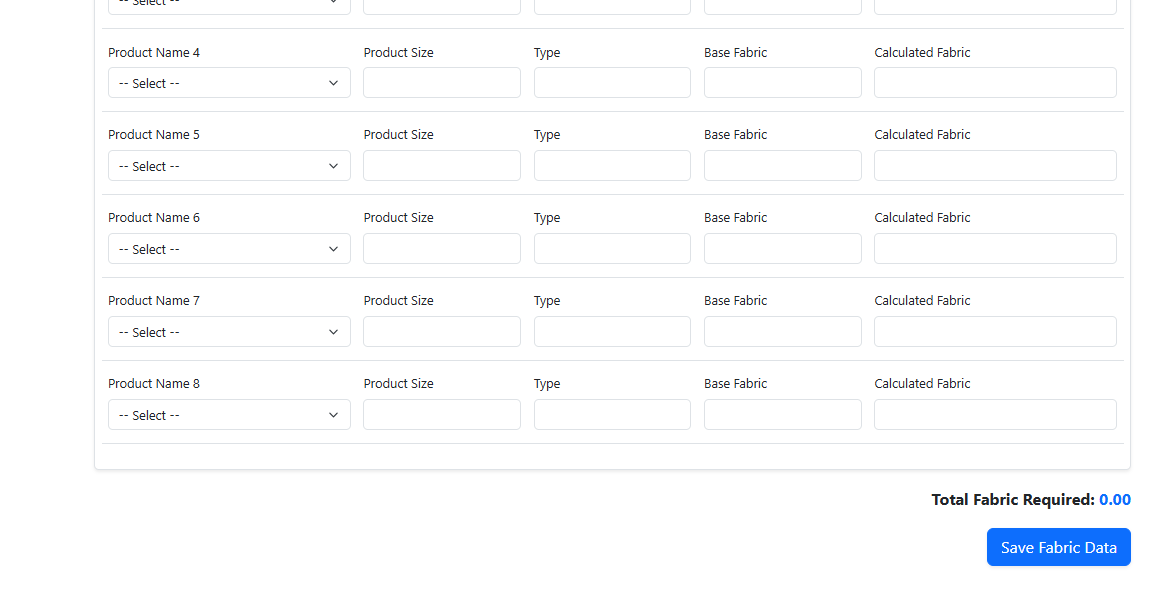 -- Select --
Product Name 4 Product Size Type Base Fabric Calculated Fabric
-- Select --
Product Name 5 Product Size Type Base Fabric Calculated Fabric
-- Select --
Product Name 6 Product Size Type Base Fabric Calculated Fabric
-- Select --
Product Name 7 Product Size Type Base Fabric Calculated Fabric
-- Select --
Product Name 8 Product Size Type Base Fabric Calculated Fabric
-- Select --
Total Fabric Required: 0.00
Save Fabric Data